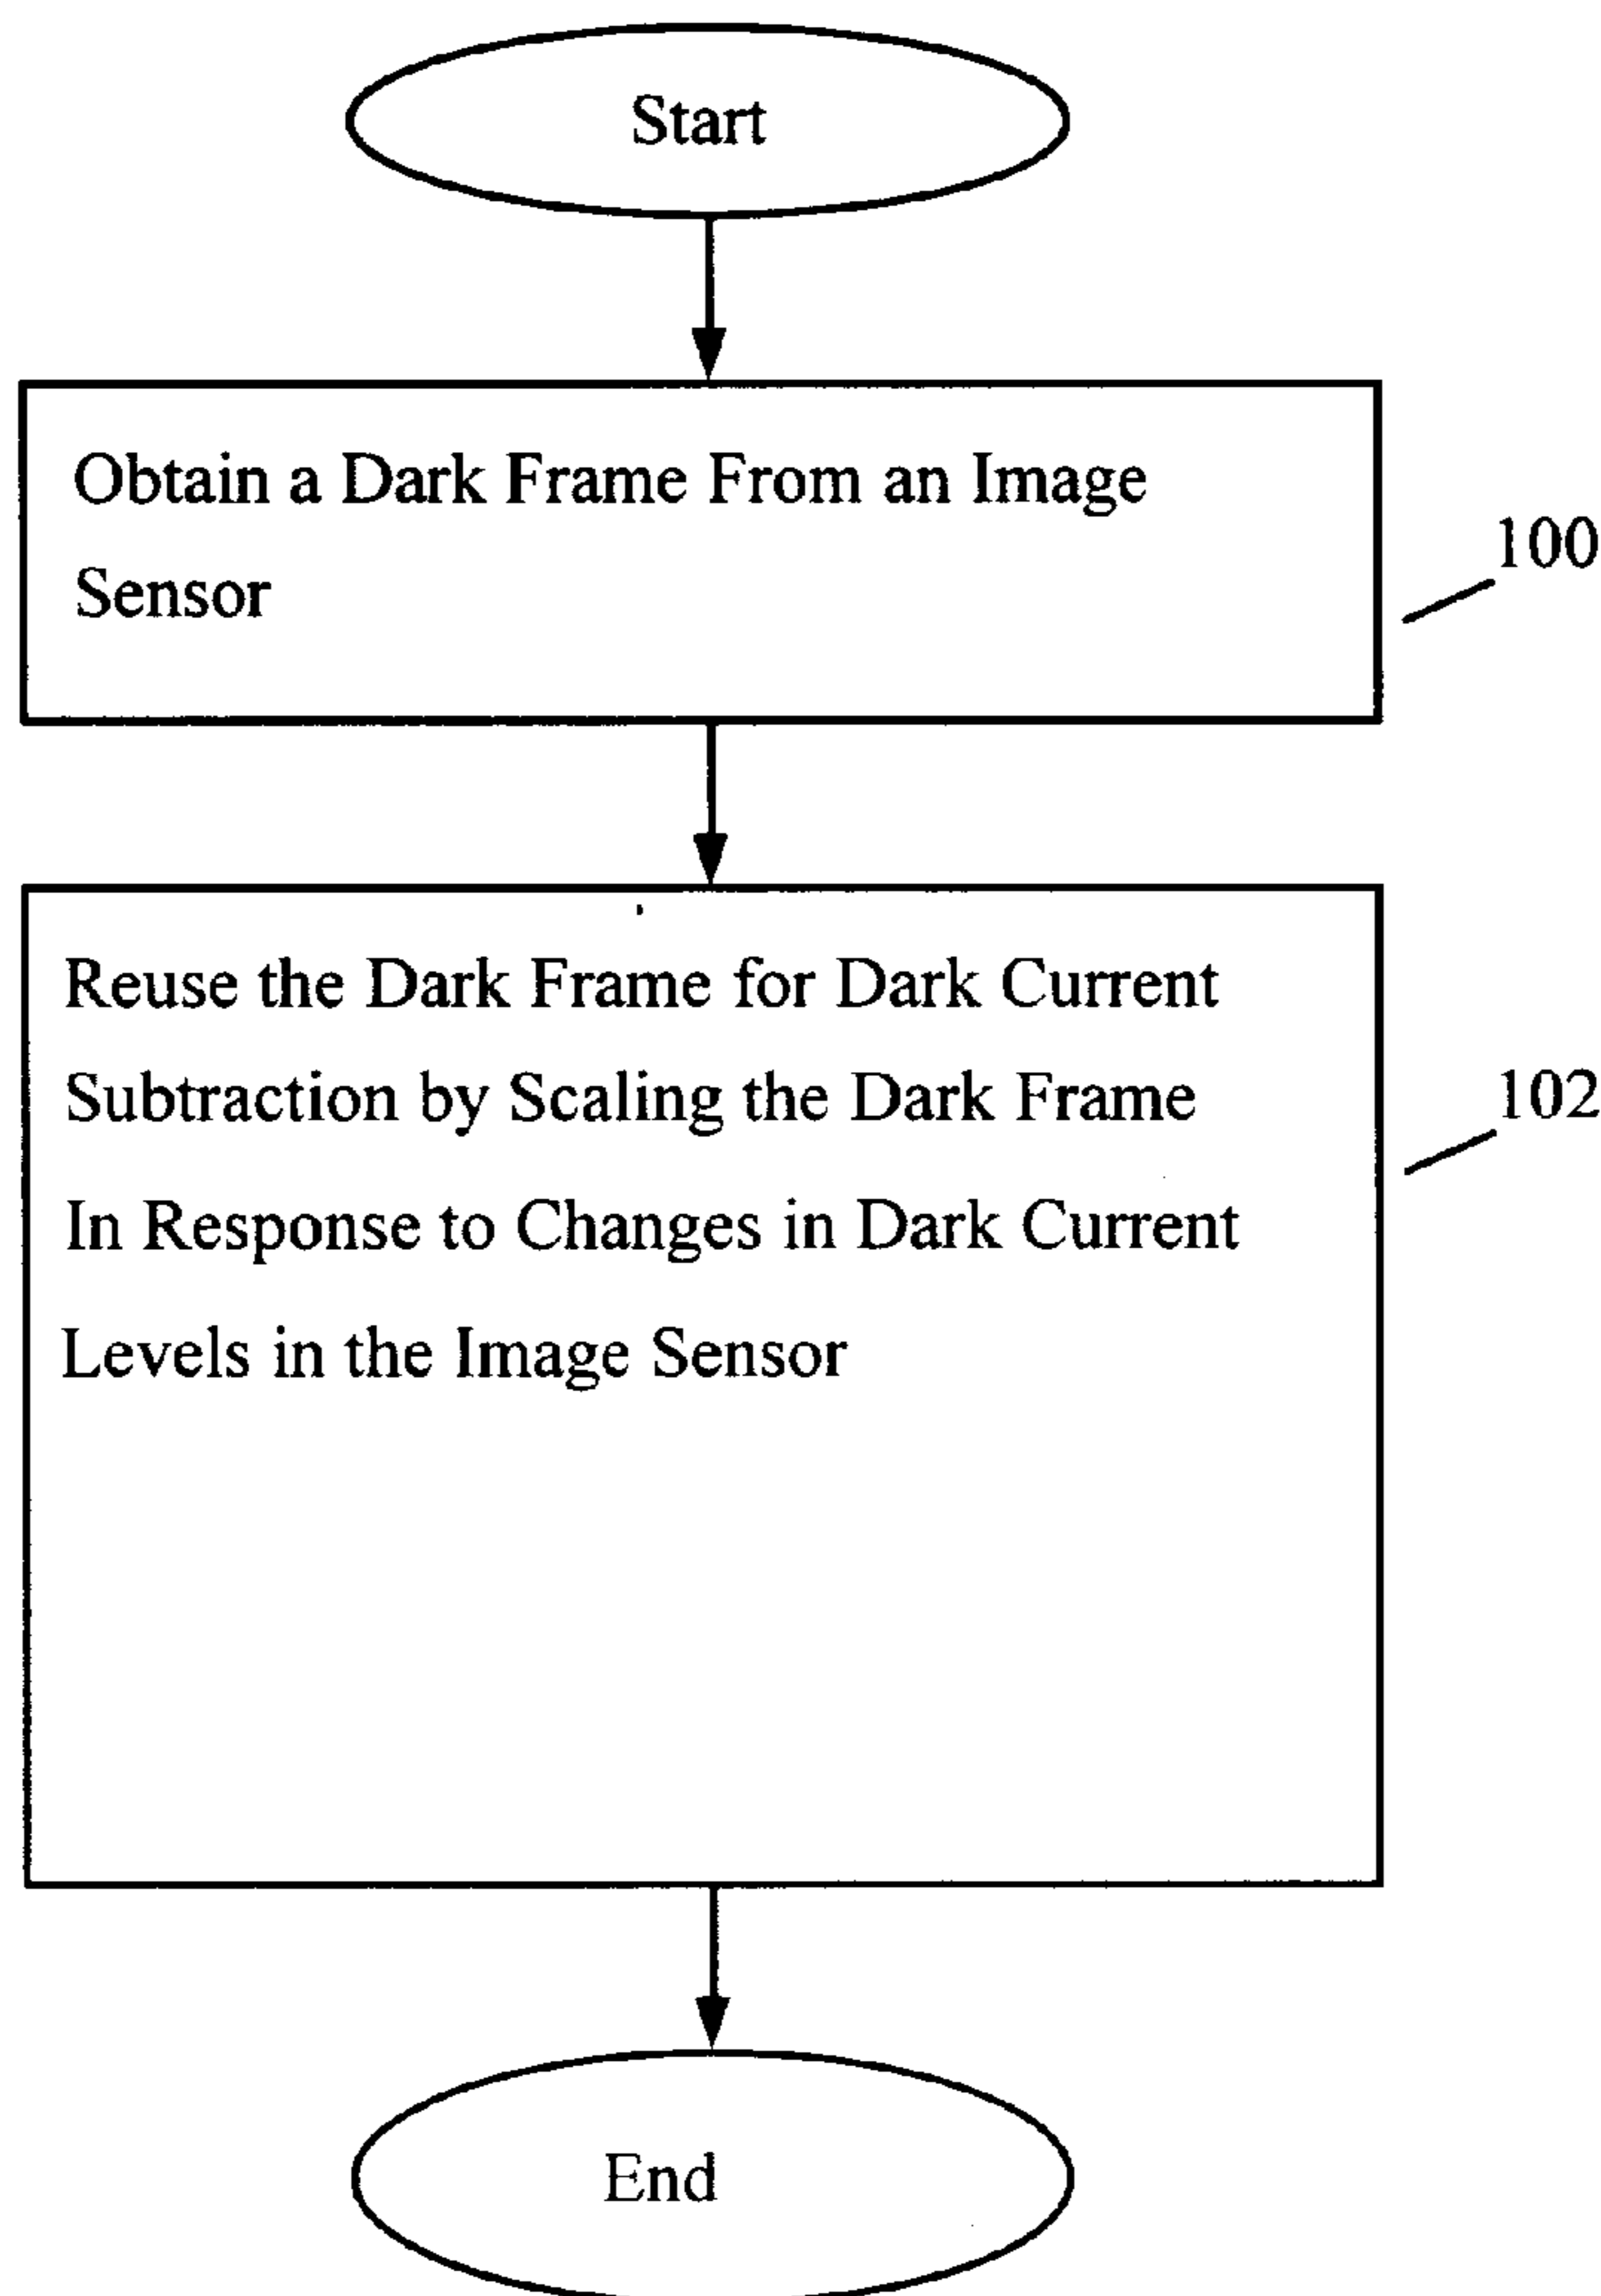 Start
Obtain a Dark Frame From an Image
Sensor
100
Reuse the Dark Frame for Dark Current
Subtraction by Scaling the Dark Frame
In Response to Changes in Dark Current
Levels in the Image Sensor
102
End